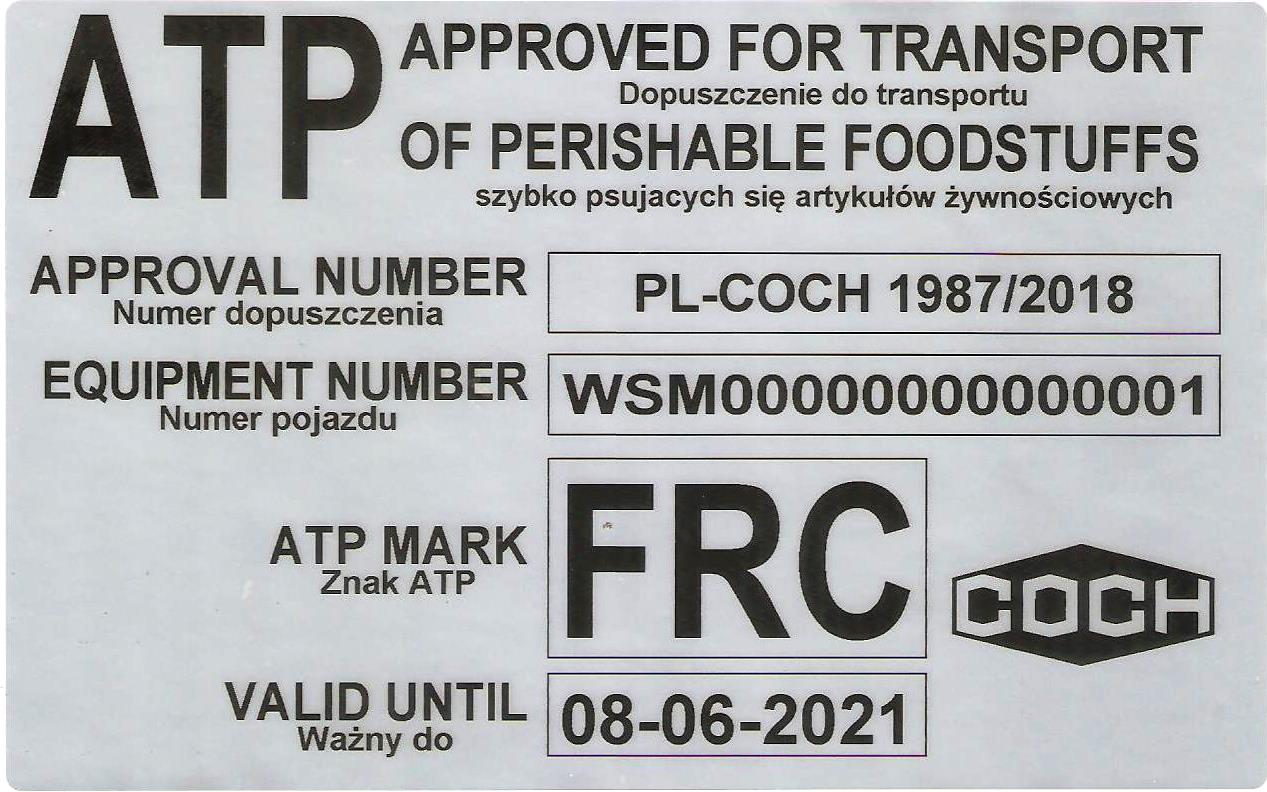 ATP
APPROVED FOR TRANSPORT
Dopuszczenie do transportu
OF PERISHABLE FOODSTUFFS
szybko psujacych się artykułów żywnościowych
APPROVAL NUMBER
Numer dopuszczenia
PL-COCH 1987/2018
EQUIPMENT NUMBER
Numer pojazdu
WSM00000000000001
ATP MARK
Znak ATP
FRC
COCH
VALID UNTIL
Ważny do
08-06-2021